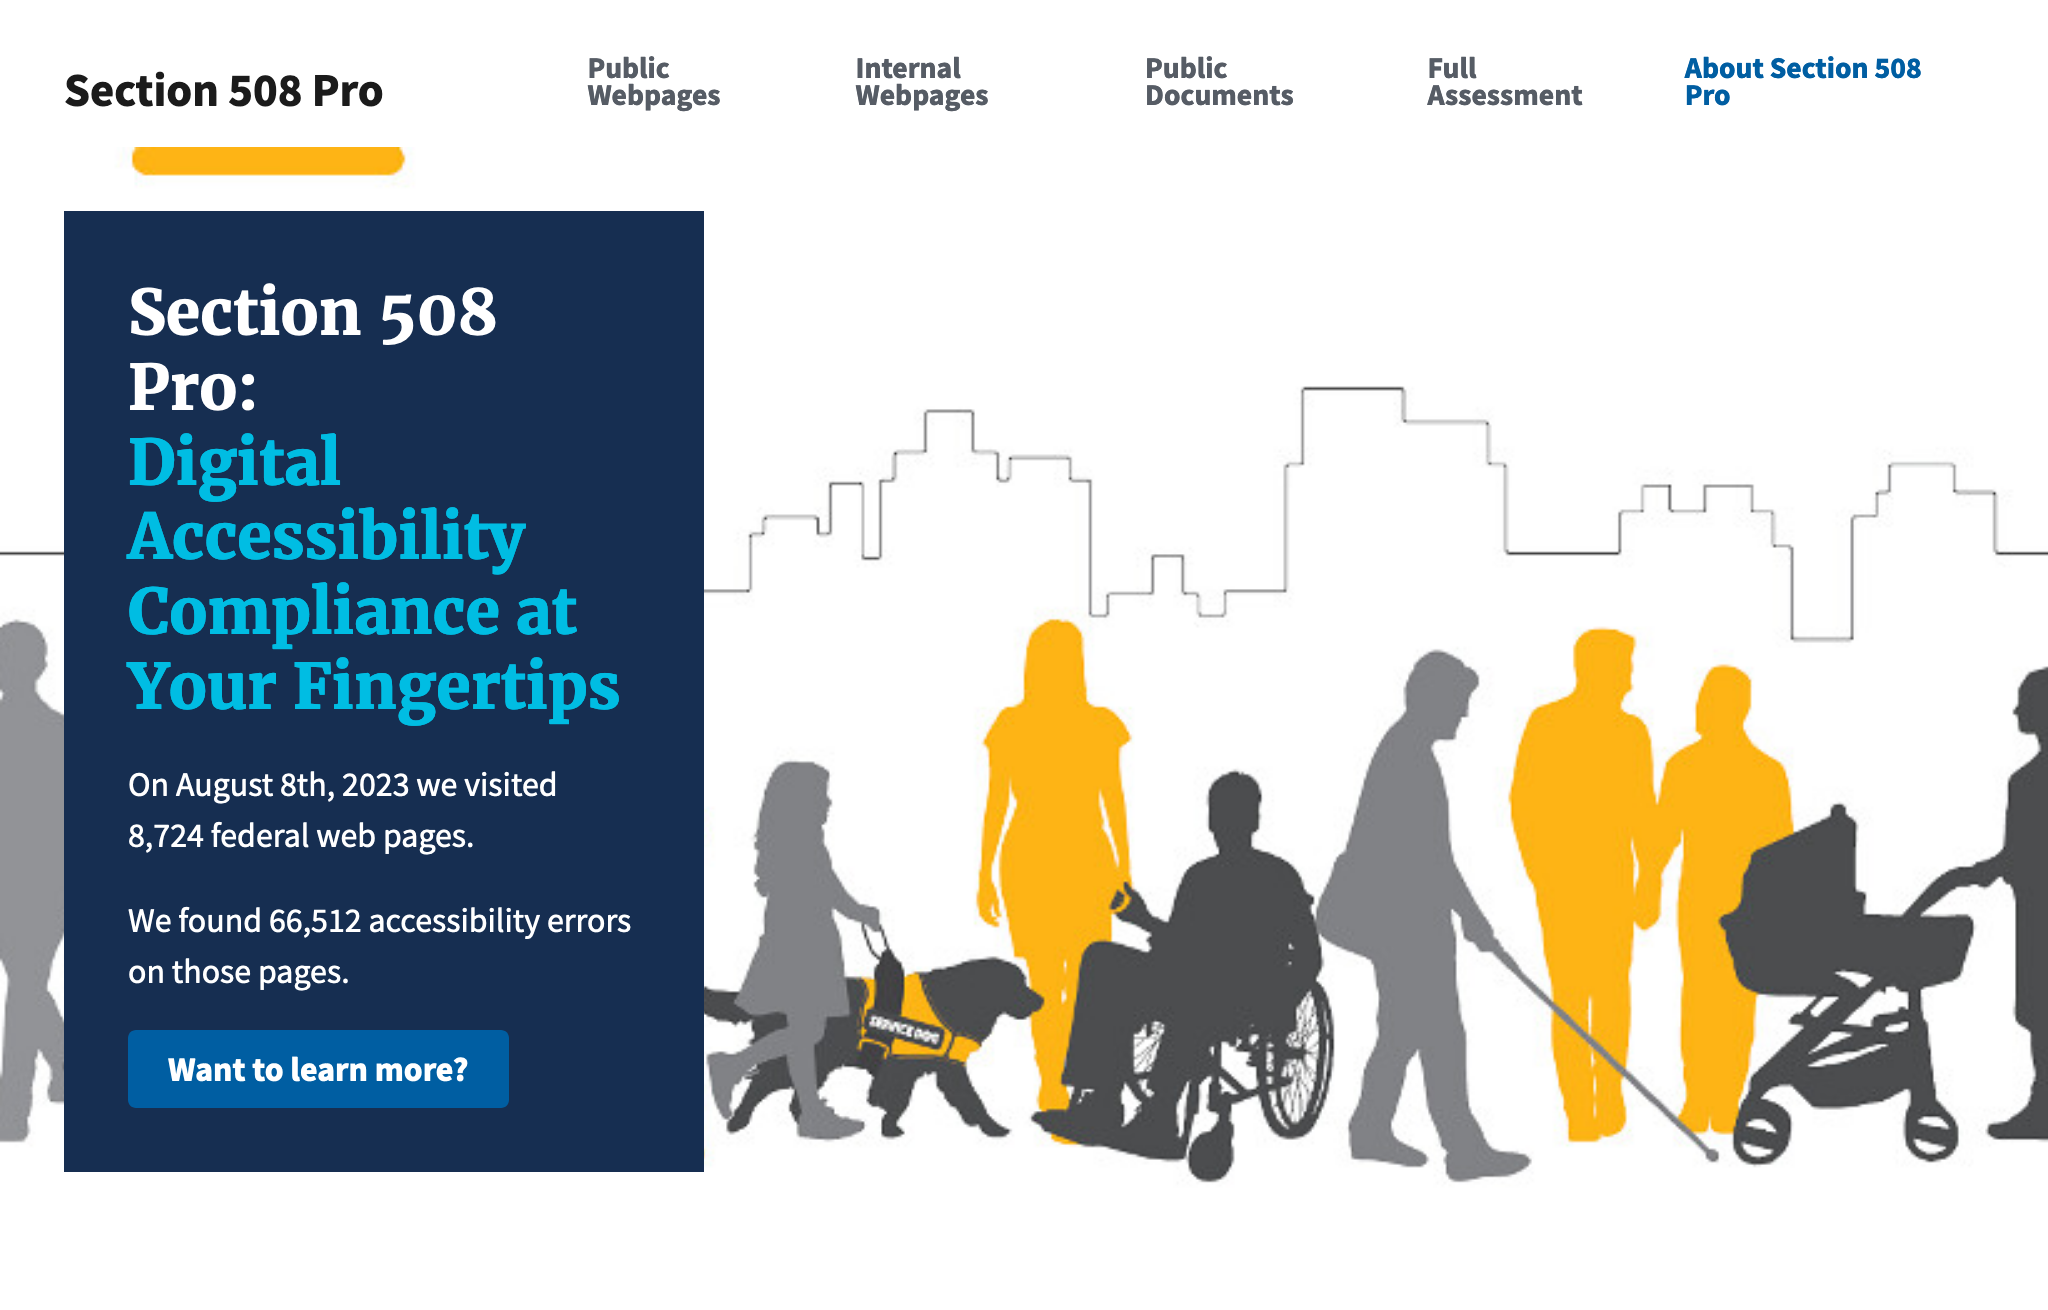 Section 508 Pro
Public
Webpages
Internal
Webpages
Public
Documents
Full
Assessment
About Section 508
Pro
Section 508
Pro:
Digital
Accessibility
Compliance at
Your Fingertips
On August 8th, 2023 we visited
8,724 federal web pages.
We found 66,512 accessibility errors
on those pages.
Want to learn more?
SERVICE DOG